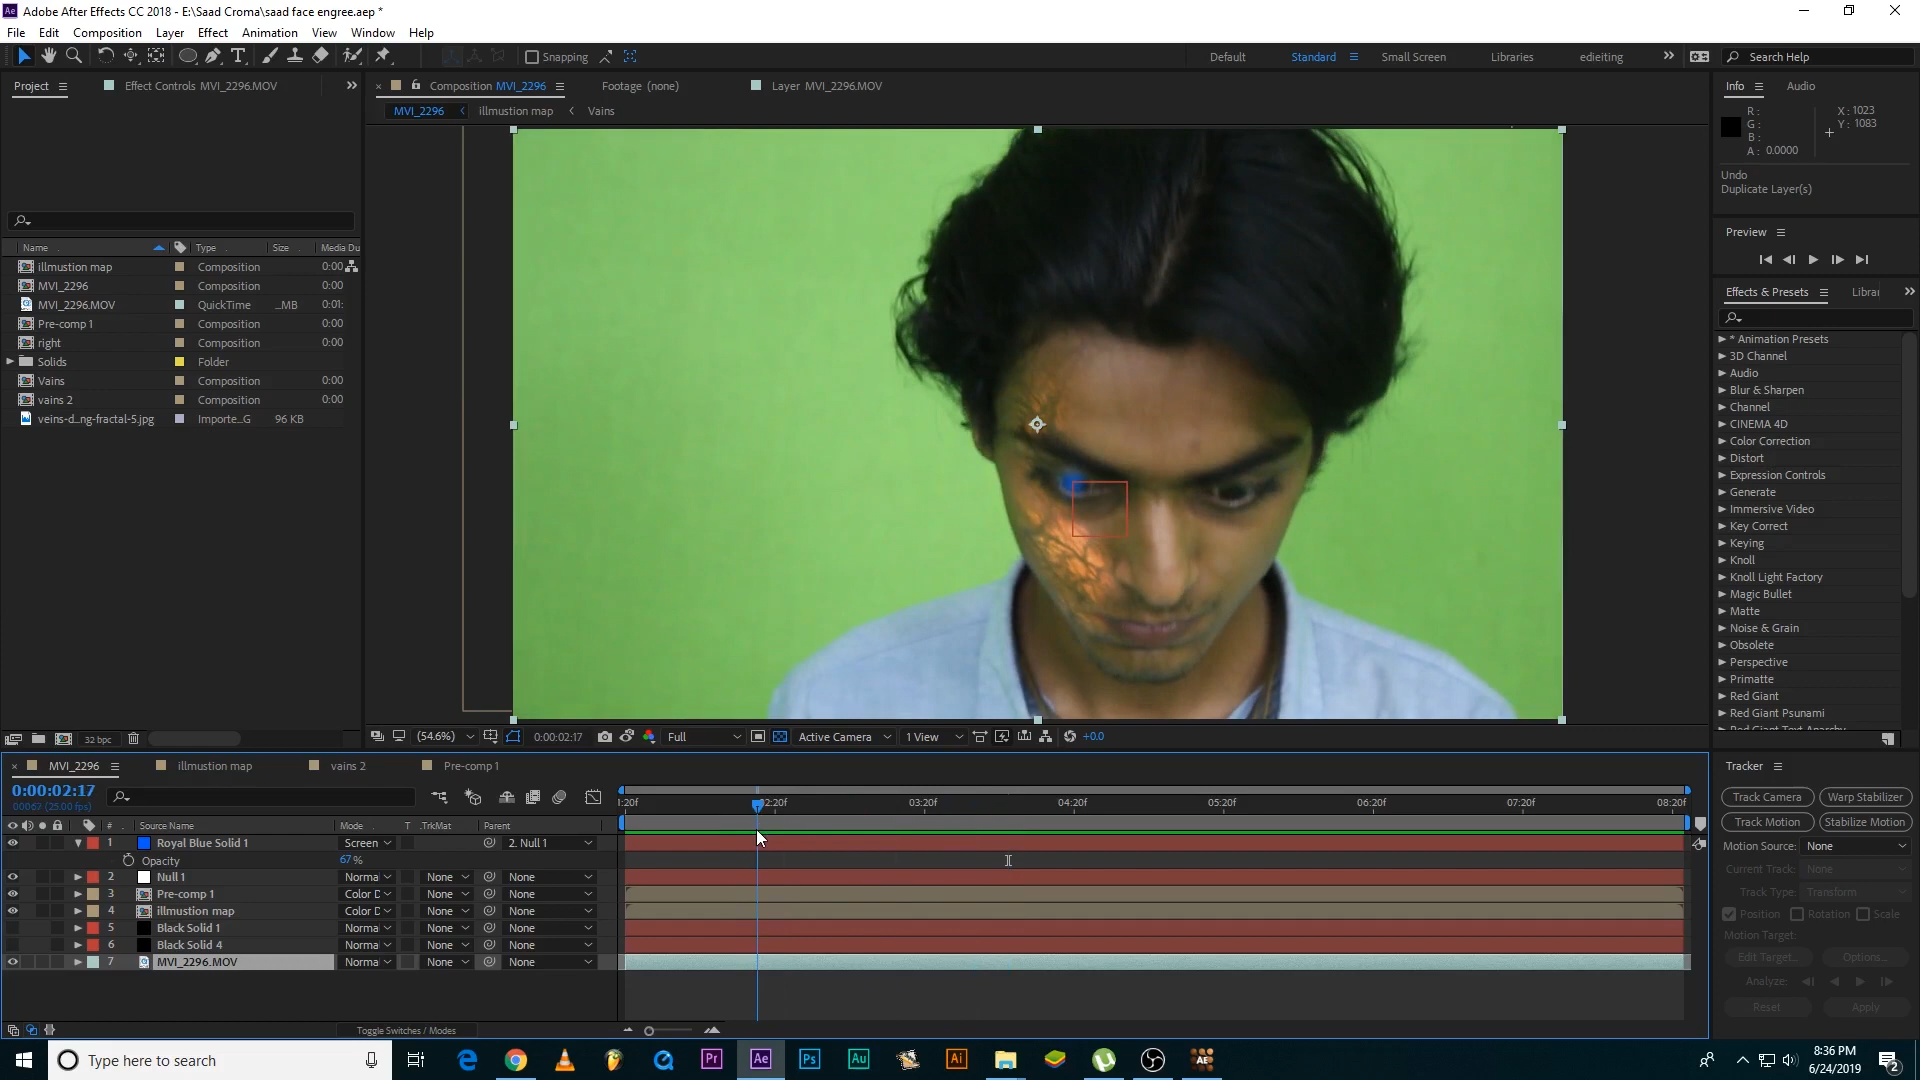 Adobe After Effects CC 2018 - E:\Saad Croma\saad face engree.aep *
File Edit Composition Layer Effect Animation View Window Help
Snapping
Default Standard Small Screen Libraries edieiting Search Help
Project Effect Controls MVI_2296.MOV
Composition MVI_2296 Footage (none) Layer MVI_2296.MOV
MVI_2296 illmustion map Vains
Info Audio
R : X : 1023
G : Y : 1083
B :
A : 0.0000
Undo
Duplicate Layer(s)
Preview
Effects & Presets Librar
Name Type Size Media Du
illmustion map Composition 0:00
MVI_2296 Composition 0:00
MVI_2296.MOV QuickTime ...MB 0:01:
Pre-comp 1 Composition 0:00
right Composition 0:00
Solids Folder
Vains Composition 0:00
vains 2 Composition 0:00
veins-d...ng-fractal-5.jpg Importe...G 96 KB
* Animation Presets
3D Channel
Audio
Blur & Sharpen
Channel
CINEMA 4D
Color Correction
Distort
Expression Controls
Generate
Immersive Video
Key Correct
Keying
Knoll
Knoll Light Factory
Magic Bullet
Matte
Noise & Grain
Obsolete
Perspective
Primatte
Red Giant
Red Giant Psunami
Red Giant Text Anarchy
32 bpc
(54.6%) 0:00:02:17 Full Active Camera 1 View +0.0
MVI_2296 illmustion map vains 2 Pre-comp 1
0:00:02:17
00067 (25.00 fps)
1:20f 02:20f 03:20f 04:20f 05:20f 06:20f 07:20f 08:20f
# Source Name Mode T .TrkMat Parent
1 Royal Blue Solid 1 Screen 2. Null 1
Opacity 67 %
2 Null 1 Norma None None
3 Pre-comp 1 Color D None None
4 illmustion map Color D None None
5 Black Solid 1 Norma None None
6 Black Solid 4 Norma None None
7 MVI_2296.MOV Norma None None
Toggle Switches / Modes
Tracker
Track Camera Warp Stabilizer
Track Motion Stabilize Motion
Motion Source: None
Current Track: None
Track Type: Transform
Position Rotation Scale
Motion Target:
Edit Target... Options...
Analyze:
Reset Apply
Type here to search
Pr Ae Ps Au Ai AE
8:36 PM
6/24/2019
2